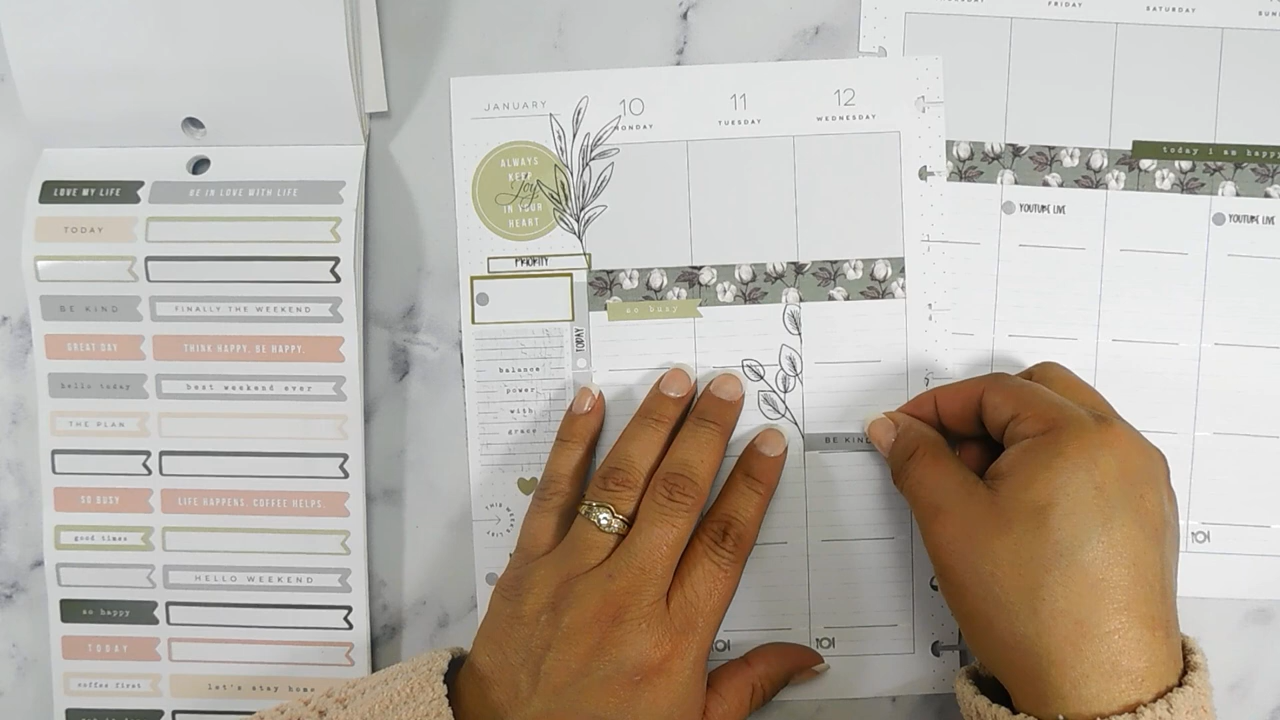 LOVE MY LIFE
BE IN LOVE WITH LIFE
TODAY
BE KIND
FINALLY THE WEEKEND
GREAT DAY
THINK HAPPY. BE HAPPY.
hello today
best weekend ever
THE PLAN
SO BUSY
LIFE HAPPENS. COFFEE HELPS.
good times
HELLO WEEKEND
so happy
TODAY
coffee first
let's stay home
JANUARY
10
MONDAY
11
TUESDAY
12
WEDNESDAY
ALWAYS
KEEP
Joy
IN YOUR
HEART
PRIORITY
so busy
TODAY
balance
power
with
grace
THIS WEEK'S LIST
BE KIND
FRIDAY
SATURDAY
today i am happy
YOUTUBE LIVE
YOUTUBE LIVE